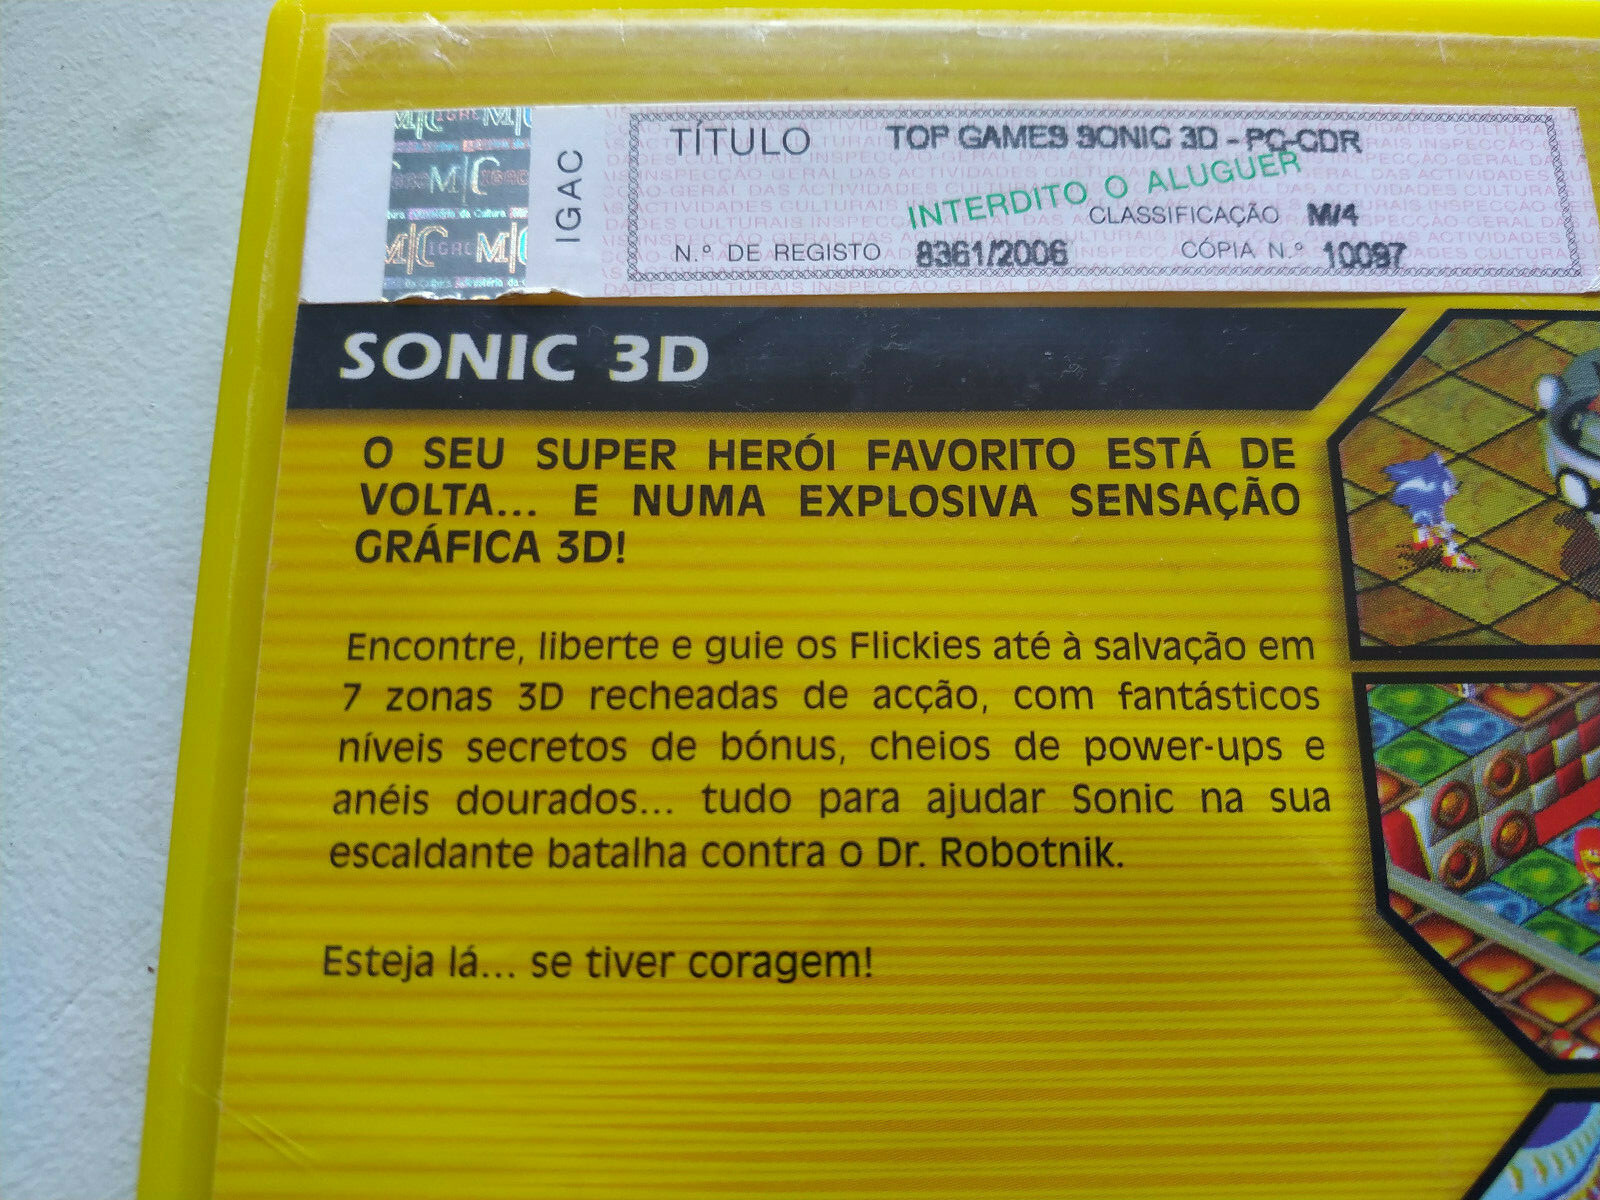 IGAC
TÍTULO TOP GAMES SONIC 3D - PC-CDR
INTERDITO O ALUGUER
CLASSIFICAÇÃO M/4
N.º DE REGISTO 8361/2006 CÓPIA N.º 10097
SONIC 3D
O SEU SUPER HERÓI FAVORITO ESTÁ DE
VOLTA... E NUMA EXPLOSIVA SENSAÇÃO
GRÁFICA 3D!
Encontre, liberte e guie os Flickies até à salvação em
7 zonas 3D recheadas de acção, com fantásticos
níveis secretos de bónus, cheios de power-ups e
anéis dourados... tudo para ajudar Sonic na sua
escaldante batalha contra o Dr. Robotnik.
Esteja lá... se tiver coragem!